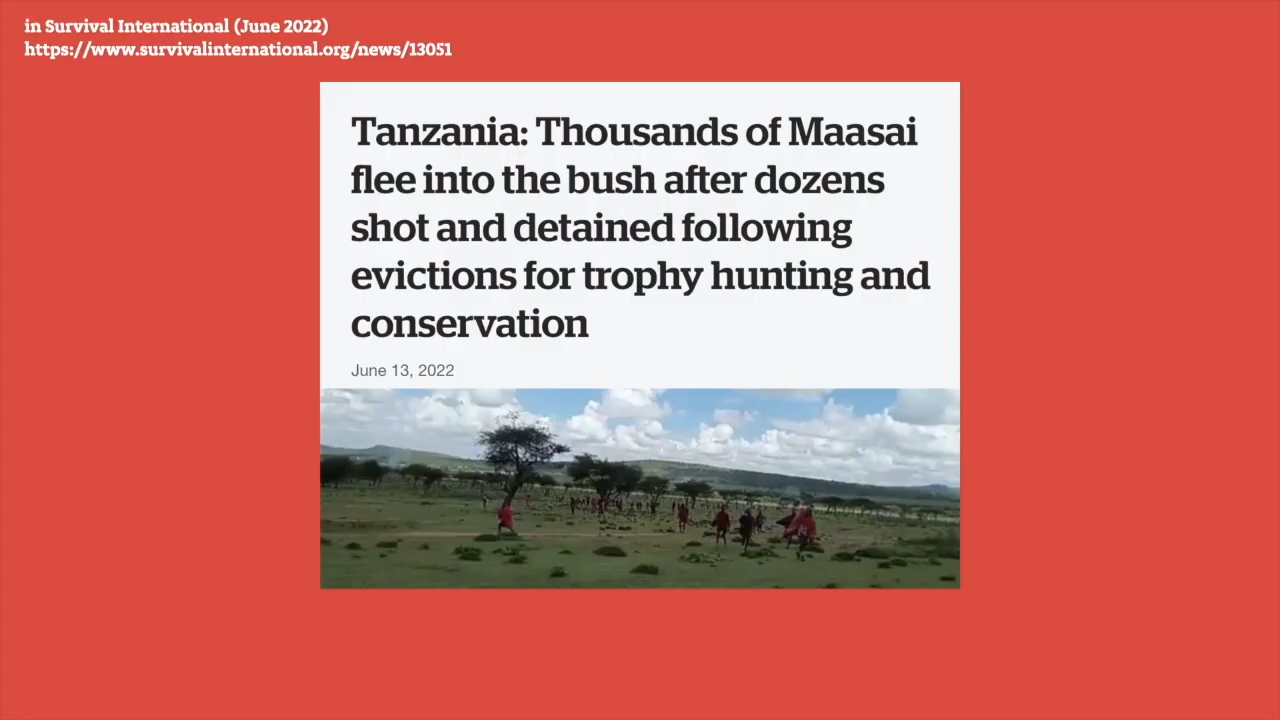 in Survival International (June 2022)
https://www.survivalinternational.org/news/13051
Tanzania: Thousands of Maasai
flee into the bush after dozens
shot and detained following
evictions for trophy hunting and
conservation
June 13, 2022